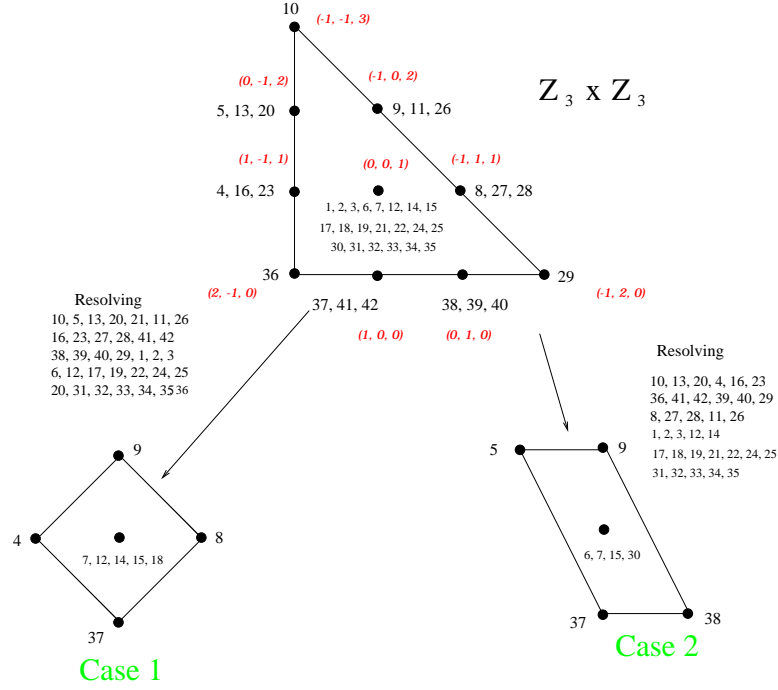 10
(-1, -1, 3)
(0, -1, 2)
(-1, 0, 2)
Z 3 x Z 3
5, 13, 20
9, 11, 26
(1, -1, 1)
(0, 0, 1)
(-1, 1, 1)
4, 16, 23
8, 27, 28
1, 2, 3, 6, 7, 12, 14, 15
17, 18, 19, 21, 22, 24, 25
30, 31, 32, 33, 34, 35
36
29
(2, -1, 0)
(-1, 2, 0)
37, 41, 42
38, 39, 40
(1, 0, 0)
(0, 1, 0)
Resolving
10, 5, 13, 20, 21, 11, 26
16, 23, 27, 28, 41, 42
38, 39, 40, 29, 1, 2, 3
6, 12, 17, 19, 22, 24, 25
20, 31, 32, 33, 34, 35 36
Resolving
10, 13, 20, 4, 16, 23
36, 41, 42, 39, 40, 29
8, 27, 28, 11, 26
1, 2, 3, 12, 14
17, 18, 19, 21, 22, 24, 25
31, 32, 33, 34, 35
9
4
8
7, 12, 14, 15, 18
37
Case 1
5
9
6, 7, 15, 30
37
38
Case 2